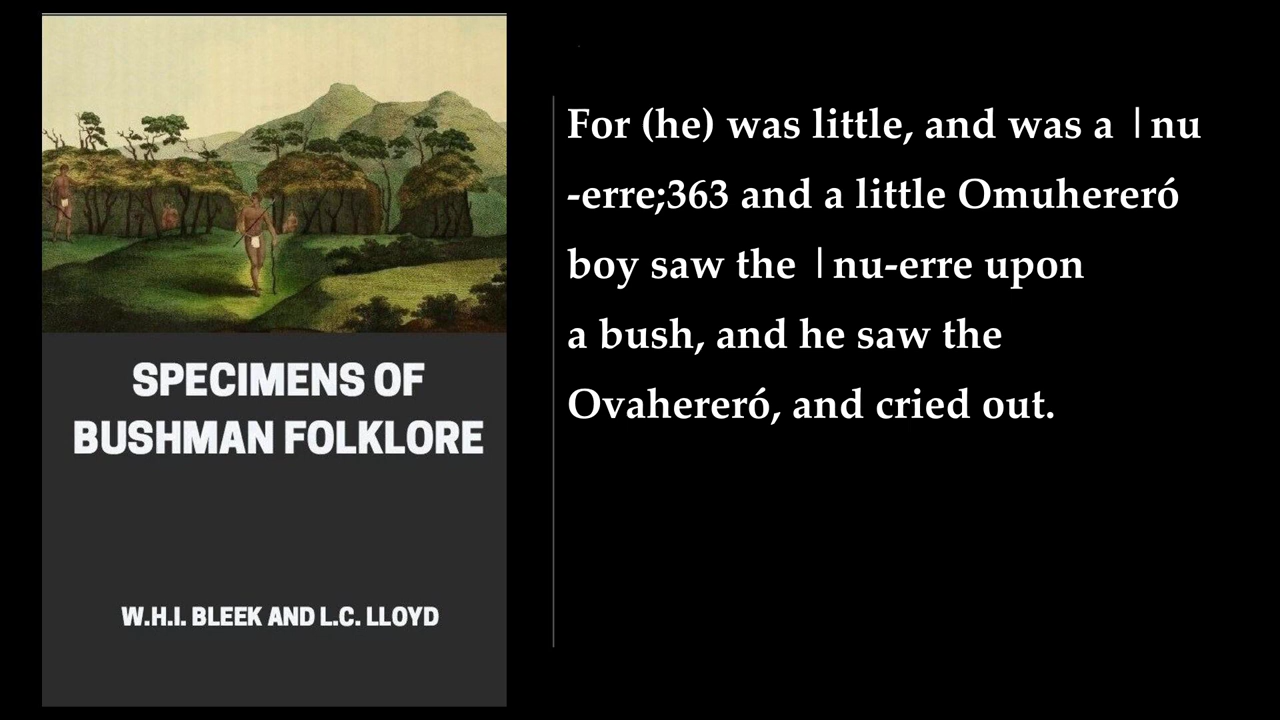 SPECIMENS OF
BUSHMAN FOLKLORE
W.H.I. BLEEK AND L.C. LLOYD
For (he) was little, and was a ǀnu
-erre;363 and a little Omuhereró
boy saw the ǀnu-erre upon
a bush, and he saw the
Ovahereró, and cried out.